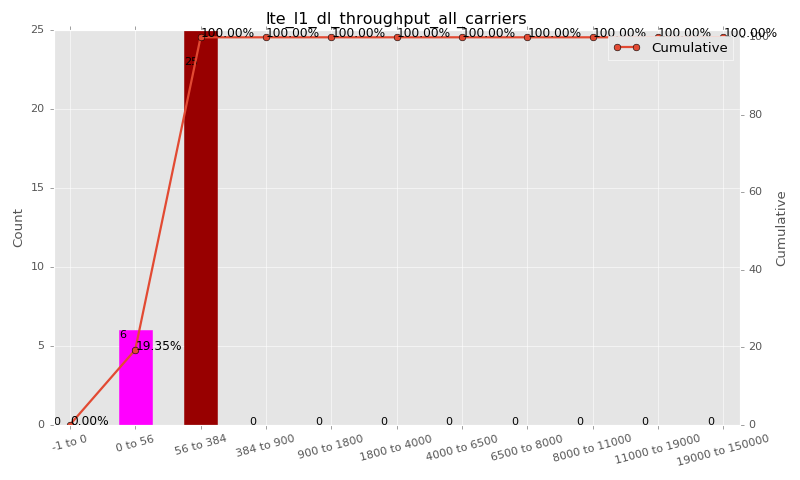 lte_l1_dl_throughput_all_carriers
25
20
15
10
5
0
Count
100
80
60
40
20
0
Cumulative
Cumulative
0.00%
19.35%
100.00%
100.00%
100.00%
100.00%
100.00%
100.00%
100.00%
100.00%
100.00%
0
6
25
0
0
0
0
0
0
0
0
-1 to 0
0 to 56
56 to 384
384 to 900
900 to 1800
1800 to 4000
4000 to 6500
6500 to 8000
8000 to 11000
11000 to 19000
19000 to 150000